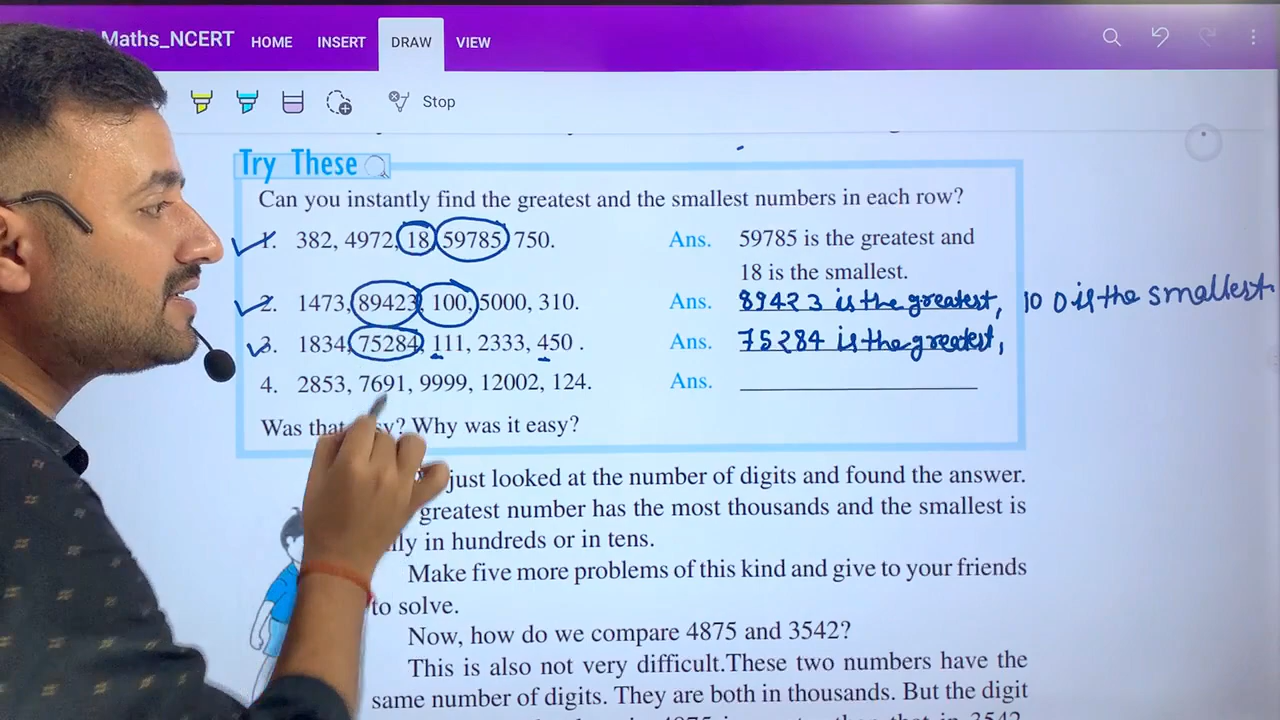 Maths_NCERT HOME INSERT DRAW VIEW
Stop
Try These
Can you instantly find the greatest and the smallest numbers in each row?
1. 382, 4972, 18, 59785, 750. Ans. 59785 is the greatest and
18 is the smallest.
2. 1473, 89423, 100, 5000, 310. Ans. 89423 is the greatest, 100 is the smallest.
3. 1834, 75284, 111, 2333, 450 . Ans. 75284 is the greatest,
4. 2853, 7691, 9999, 12002, 124. Ans.
Was that Why was it easy?
just looked at the number of digits and found the answer.
greatest number has the most thousands and the smallest is
in hundreds or in tens.
Make five more problems of this kind and give to your friends
to solve.
Now, how do we compare 4875 and 3542?
This is also not very difficult.These two numbers have the
same number of digits. They are both in thousands. But the digit